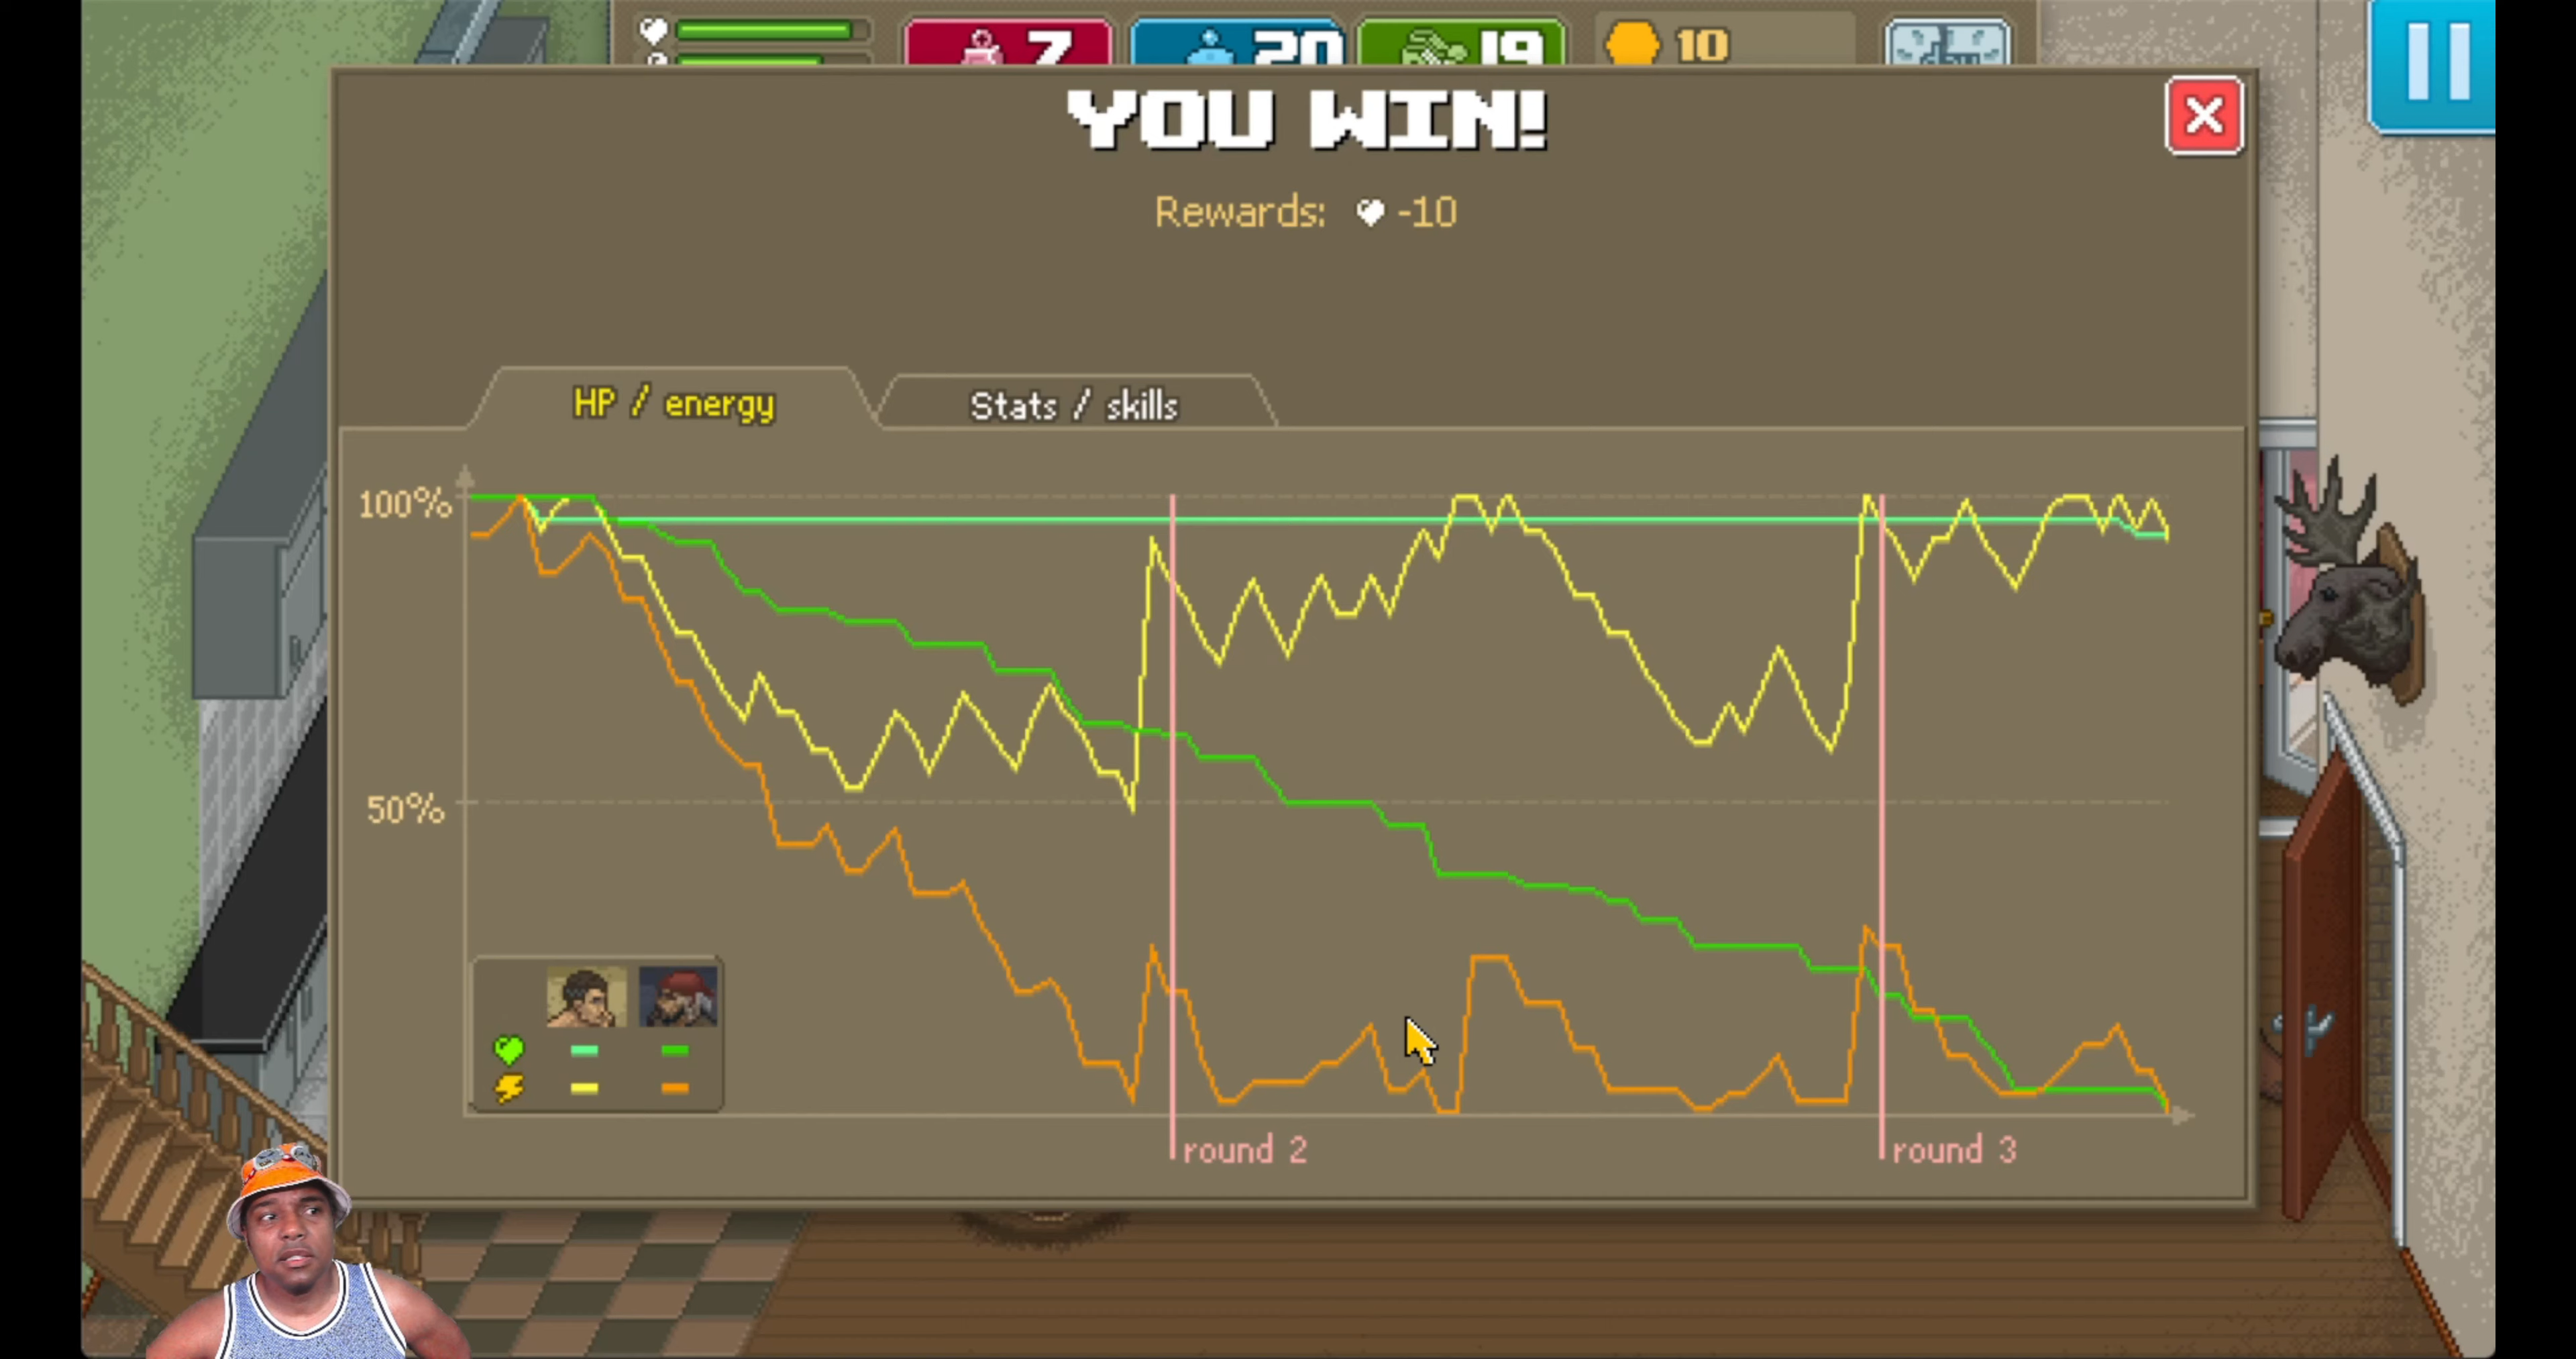 7 20 19 10
YOU WIN!
Rewards: -10
HP / energy Stats / skills
100%
50%
round 2 round 3